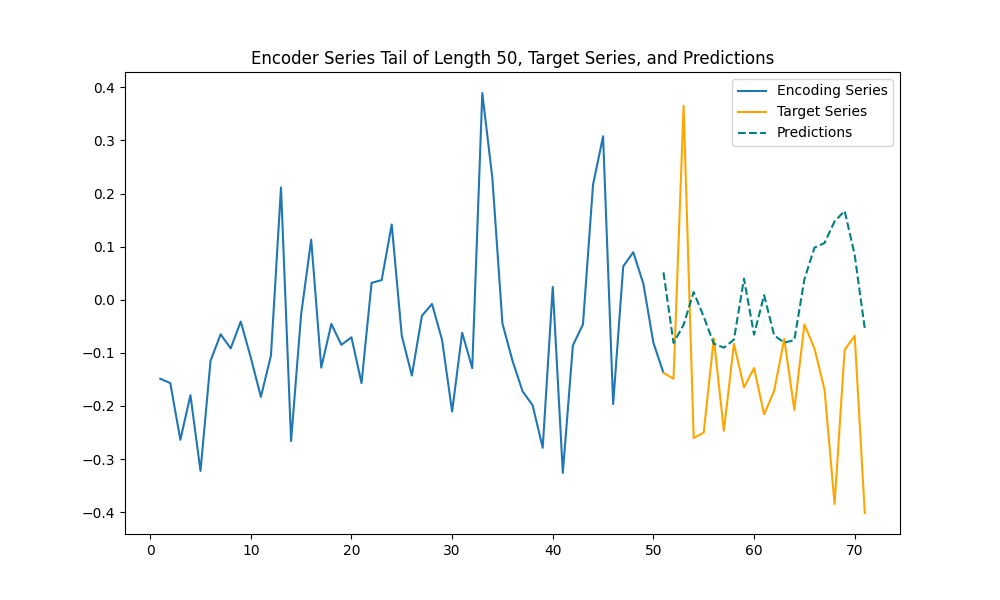 Encoder Series Tail of Length 50, Target Series, and Predictions
Encoding Series
Target Series
Predictions
0.4
0.3
0.2
0.1
0.0
−0.1
−0.2
−0.3
−0.4
0 10 20 30 40 50 60 70